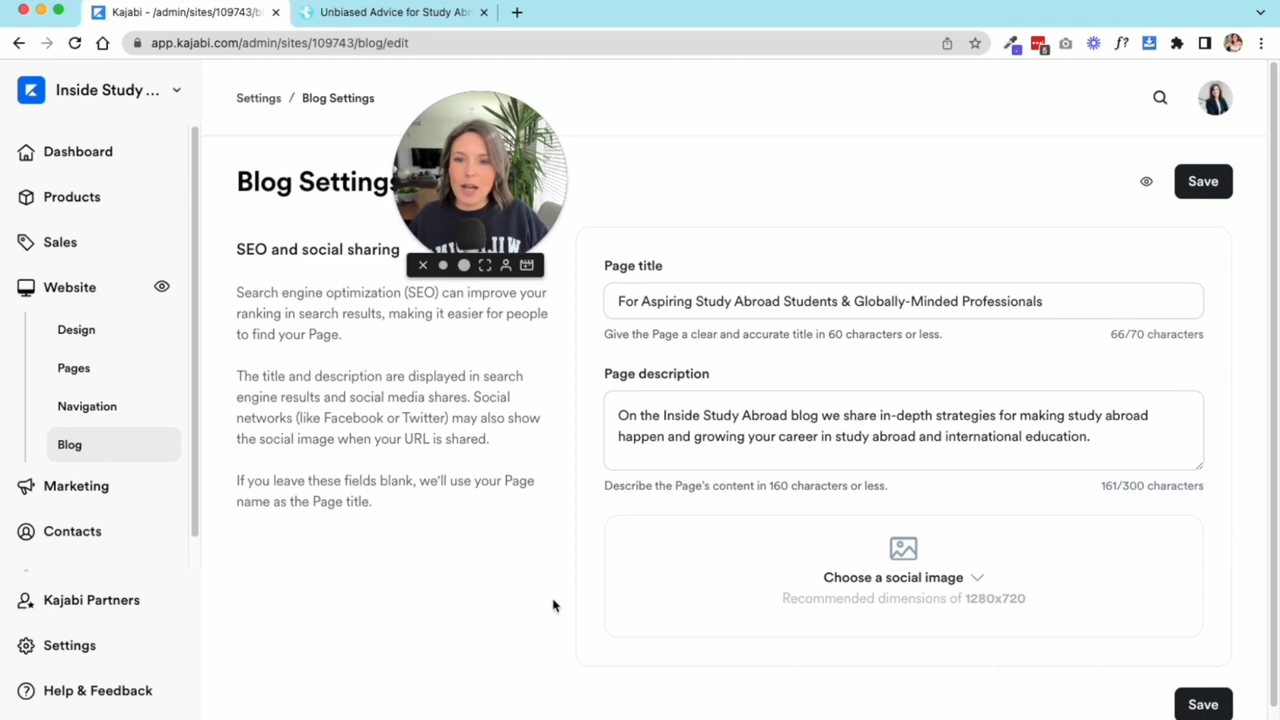 Kajabi - /admin/sites/109743/bl
Unbiased Advice for Study Abr
app.kajabi.com/admin/sites/109743/blog/edit
5
f?
Inside Study ...
Dashboard
Products
Sales
Website
Design
Pages
Navigation
Blog
Marketing
Contacts
Kajabi Partners
Settings
Help & Feedback
Settings / Blog Settings
Blog Settings
Save
SEO and social sharing
Search engine optimization (SEO) can improve your
ranking in search results, making it easier for people
to find your Page.
The title and description are displayed in search
engine results and social media shares. Social
networks (like Facebook or Twitter) may also show
the social image when your URL is shared.
If you leave these fields blank, we'll use your Page
name as the Page title.
Page title
For Aspiring Study Abroad Students & Globally-Minded Professionals
Give the Page a clear and accurate title in 60 characters or less.
66/70 characters
Page description
On the Inside Study Abroad blog we share in-depth strategies for making study abroad
happen and growing your career in study abroad and international education.
Describe the Page's content in 160 characters or less.
161/300 characters
Choose a social image
Recommended dimensions of 1280x720
Save